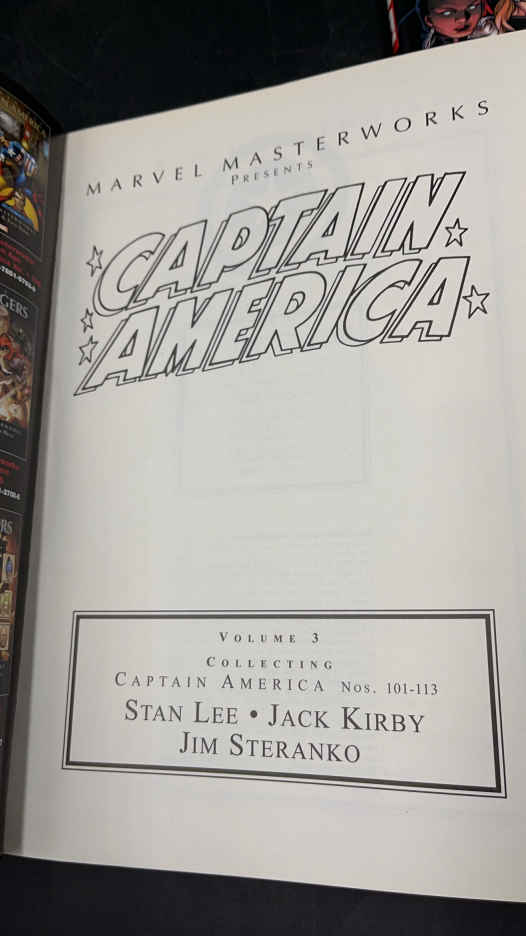 MARVEL MASTERWORKS
PRESENTS
CAPTAIN
AMERICA
VOLUME 3
COLLECTING
CAPTAIN AMERICA NOS. 101-113
STAN LEE • JACK KIRBY
JIM STERANKO